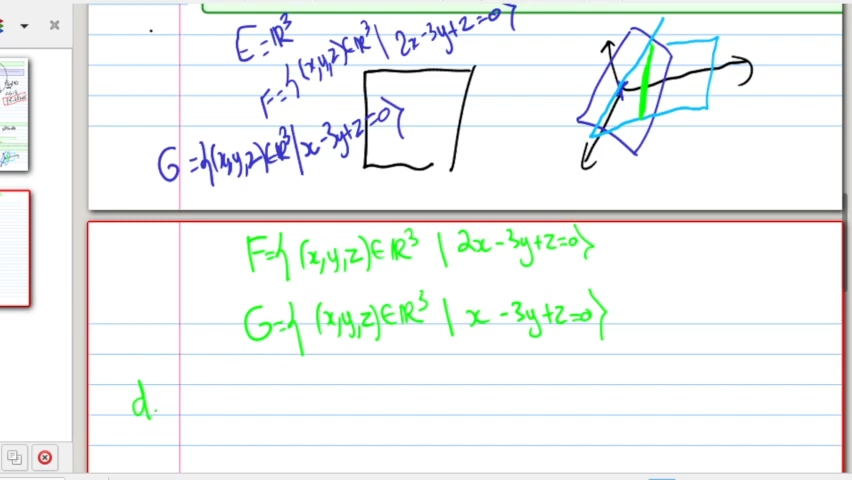 E=ℝ³
F={(x,y,z)∈ℝ³ | 2x-3y+z=0}
G={(x,y,z)∈ℝ³ | x-3y+z=0}
F={(x,y,z)∈ℝ³ | 2x-3y+z=0}
G={(x,y,z)∈ℝ³ | x-3y+z=0}
d.